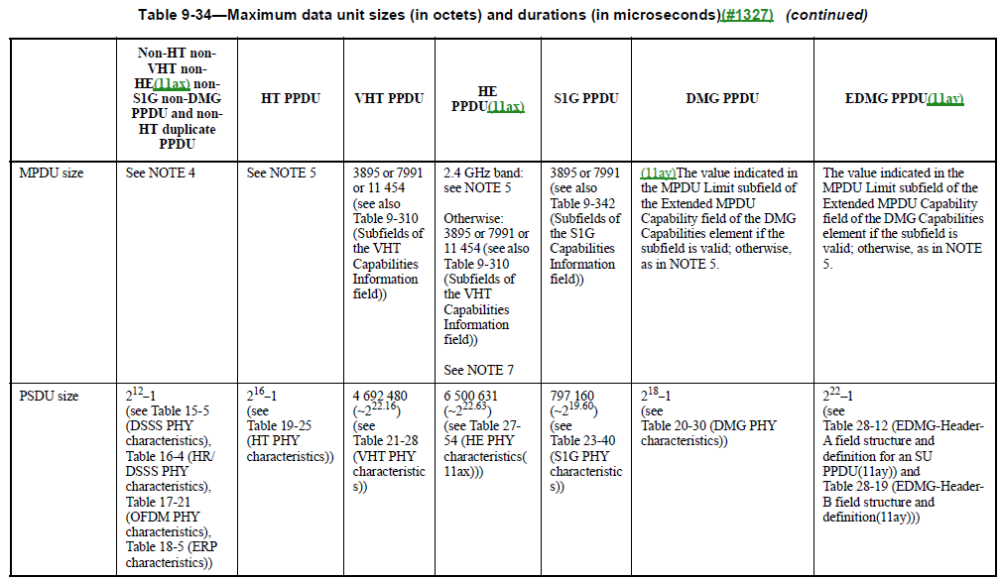 Table 9-34—Maximum data unit sizes (in octets) and durations (in microseconds)(#1327) (continued)
Non-HT non-
VHT non-
HE(11ax) non-
S1G non-DMG
PPDU and non-
HT duplicate
PPDU
HT PPDU
VHT PPDU
HE
PPDU(11ax)
S1G PPDU
DMG PPDU
EDMG PPDU(11ay)
MPDU size
See NOTE 4
See NOTE 5
3895 or 7991
or 11 454
(see also
Table 9-310
(Subfields of
the VHT
Capabilities
Information
field))
2.4 GHz band:
see NOTE 5
Otherwise:
3895 or 7991 or
11 454 (see also
Table 9-310
(Subfields of
the VHT
Capabilities
Information
field))
See NOTE 7
3895 or 7991
(see also
Table 9-342
(Subfields of
the S1G
Capabilities
Information
field))
(11ay)The value indicated in
the MPDU Limit subfield of
the Extended MPDU
Capability field of the DMG
Capabilities element if the
subfield is valid; otherwise,
as in NOTE 5.
The value indicated in the
MPDU Limit subfield of the
Extended MPDU Capability
field of the DMG Capabilities
element if the subfield is
valid; otherwise, as in NOTE
5.
PSDU size
2^12–1
(see Table 15-5
(DSSS PHY
characteristics),
Table 16-4 (HR/
DSSS PHY
characteristics),
Table 17-21
(OFDM PHY
characteristics),
Table 18-5 (ERP
characteristics))
2^16–1
(see
Table 19-25
(HT PHY
characteristics))
4 692 480
(~2^22.16)
(see
Table 21-28
(VHT PHY
characteristic
s))
6 500 631
(~2^22.63)
(see Table 27-
54 (HE PHY
characteristics(
11ax)))
797 160
(~2^19.60)
(see
Table 23-40
(S1G PHY
characteristic
s))
2^18–1
(see
Table 20-30 (DMG PHY
characteristics))
2^22–1
(see
Table 28-12 (EDMG-Header-
A field structure and
definition for an SU
PPDU(11ay)) and
Table 28-19 (EDMG-Header-
B field structure and
definition(11ay)))